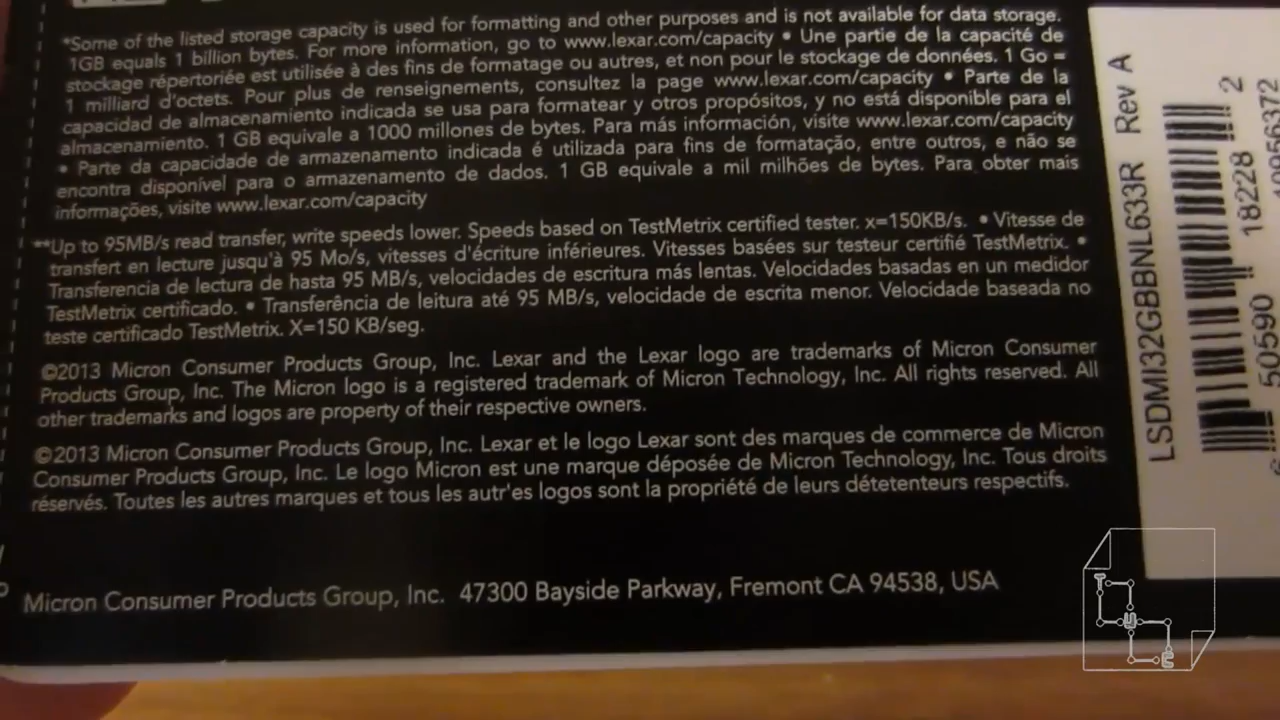 *Some of the listed storage capacity is used for formatting and other purposes and is not available for data storage.
1GB equals 1 billion bytes. For more information, go to www.lexar.com/capacity • Une partie de la capacité de
stockage répertoriée est utilisée à des fins de formatage ou autres, et non pour le stockage de données. 1 Go =
1 milliard d'octets. Pour plus de renseignements, consultez la page www.lexar.com/capacity • Parte de la
capacidad de almacenamiento indicada se usa para formatear y otros propósitos, y no está disponible para el
almacenamiento. 1 GB equivale a 1000 millones de bytes. Para más información, visite www.lexar.com/capacity
• Parte da capacidade de armazenamento indicada é utilizada para fins de formatação, entre outros, e não se
encontra disponível para o armazenamento de dados. 1 GB equivale a mil milhões de bytes. Para obter mais
informações, visite www.lexar.com/capacity
**Up to 95MB/s read transfer, write speeds lower. Speeds based on TestMetrix certified tester. x=150KB/s. • Vitesse de
transfert en lecture jusqu'à 95 Mo/s, vitesses d'écriture inférieures. Vitesses basées sur testeur certifié TestMetrix. •
Transferencia de lectura de hasta 95 MB/s, velocidades de escritura más lentas. Velocidades basadas en un medidor
TestMetrix certificado. • Transferência de leitura até 95 MB/s, velocidade de escrita menor. Velocidade baseada no
teste certificado TestMetrix. X=150 KB/seg.
©2013 Micron Consumer Products Group, Inc. Lexar and the Lexar logo are trademarks of Micron Consumer
Products Group, Inc. The Micron logo is a registered trademark of Micron Technology, Inc. All rights reserved. All
other trademarks and logos are property of their respective owners.
©2013 Micron Consumer Products Group, Inc. Lexar et le logo Lexar sont des marques de commerce de Micron
Consumer Products Group, Inc. Le logo Micron est une marque déposée de Micron Technology, Inc. Tous droits
réservés. Toutes les autres marques et tous les autr'es logos sont la propriété de leurs détetenteurs respectifs.
Micron Consumer Products Group, Inc. 47300 Bayside Parkway, Fremont CA 94538, USA
LSDMI32GBBNL633R Rev A
50590 18228 2
T
U
E